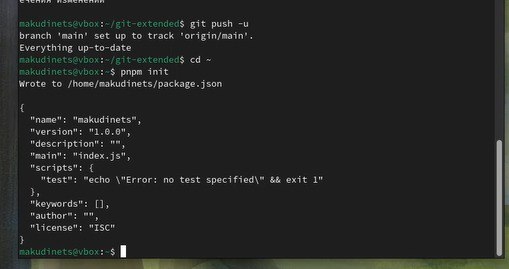 makudinets@vbox:~/git-extended$ git push -u
branch 'main' set up to track 'origin/main'.
Everything up-to-date
makudinets@vbox:~/git-extended$ cd ~
makudinets@vbox:~$ pnpm init
Wrote to /home/makudinets/package.json

{
  "name": "makudinets",
  "version": "1.0.0",
  "description": "",
  "main": "index.js",
  "scripts": {
    "test": "echo \"Error: no test specified\" && exit 1"
  },
  "keywords": [],
  "author": "",
  "license": "ISC"
}
makudinets@vbox:~$